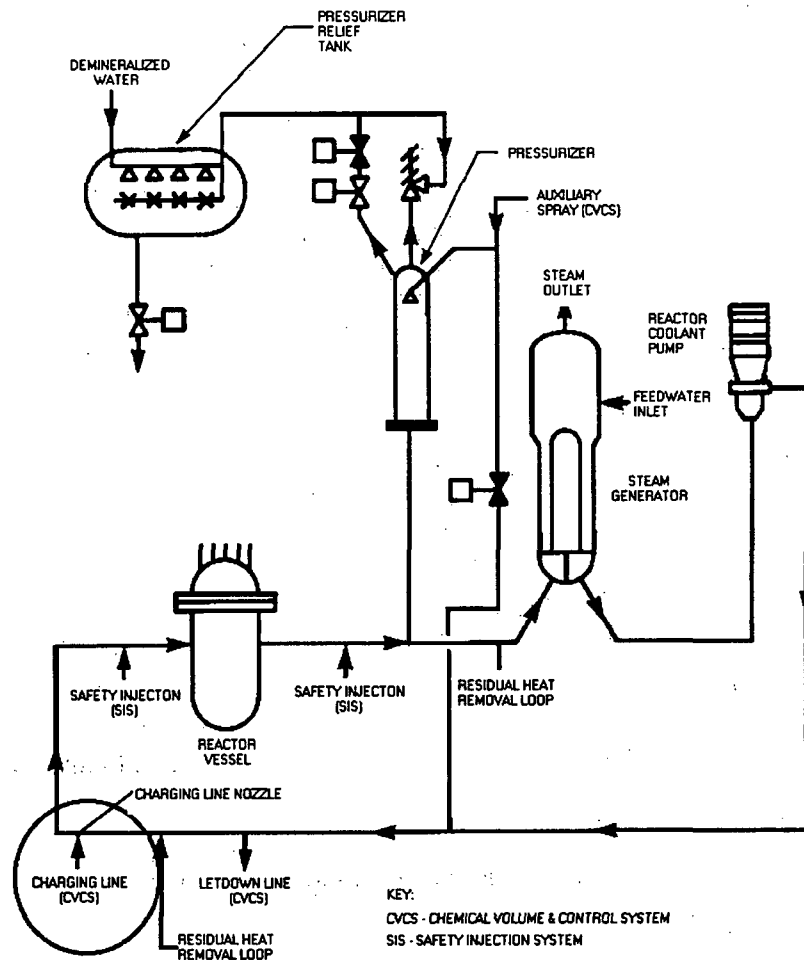 PRESSURIZER
RELIEF
TANK
DEMINERALIZED
WATER
PRESSURIZER
AUXILIARY
SPRAY (CVCS)
STEAM
OUTLET
REACTOR
COOLANT
PUMP
FEEDWATER
INLET
STEAM
GENERATOR
SAFETY INJECTON
(SIS)
SAFETY INJECTON
(SIS)
RESIDUAL HEAT
REMOVAL LOOP
REACTOR
VESSEL
CHARGING LINE NOZZLE
CHARGING LINE
(CVCS)
LETDOWN LINE
(CVCS)
RESIDUAL HEAT
REMOVAL LOOP
KEY:
CVCS - CHEMICAL VOLUME & CONTROL SYSTEM
SIS - SAFETY INJECTION SYSTEM